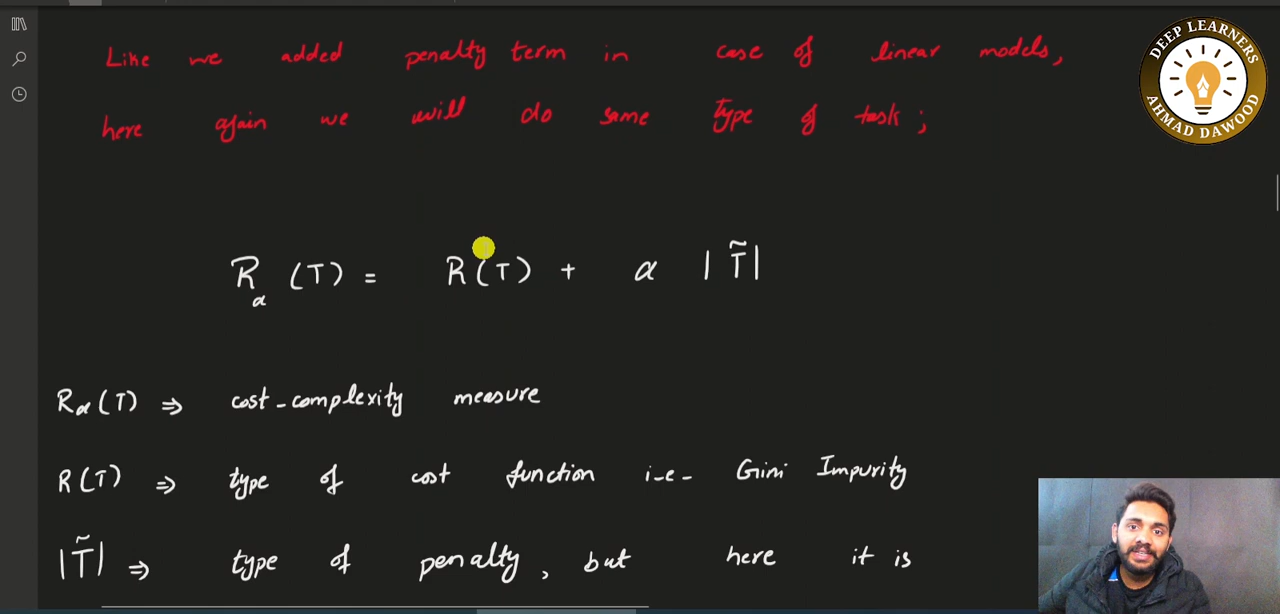 Like we added penalty term in case of linear models,
here again we will do same type of task ;
DEEP LEARNERS
AHMAD DAWOOD
Rα (T) = R(T) + α |T̃|
Rα(T) ⇒ cost-complexity measure
R(T) ⇒ type of cost function i-e- Gini Impurity
|T̃| ⇒ type of penalty, but here it is